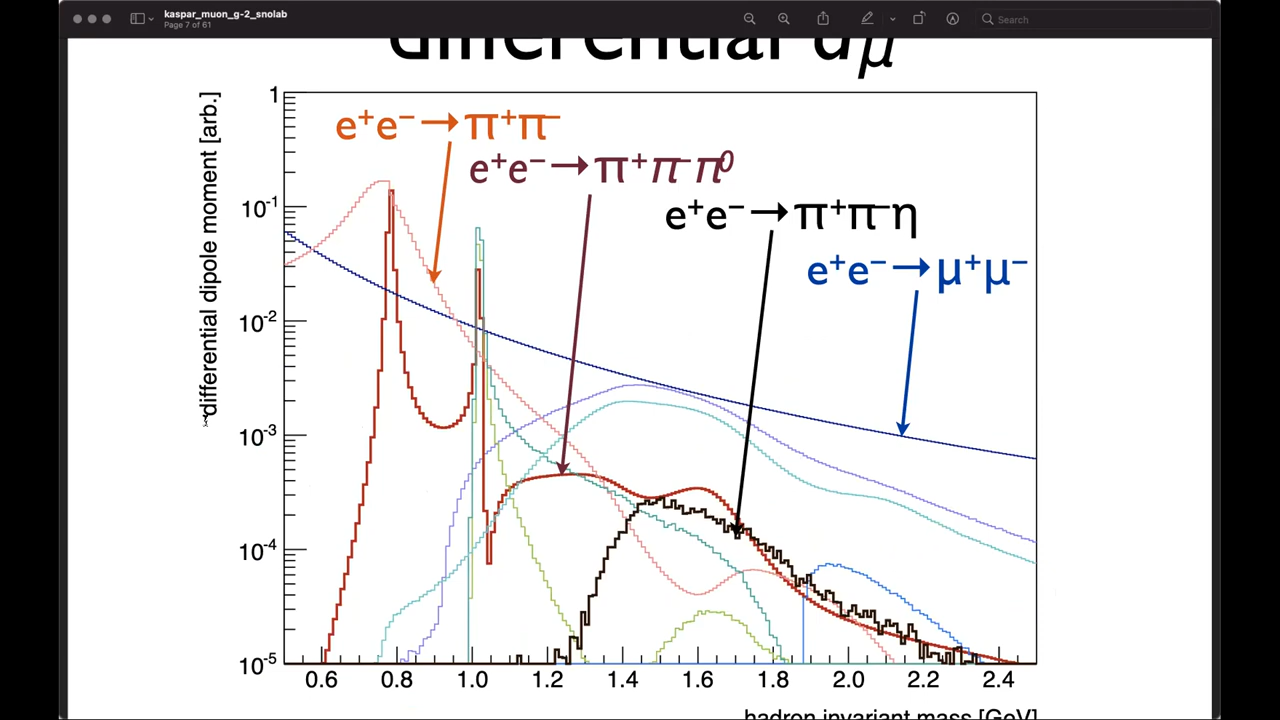 kaspar_muon_g-2_snolab
Page 7 of 61
Search
differential dμ
differential dipole moment [arb.]
1
10⁻¹
10⁻²
10⁻³
10⁻⁴
10⁻⁵
e⁺e⁻→π⁺π⁻
e⁺e⁻→π⁺π⁻π⁰
e⁺e⁻→π⁺π⁻η
e⁺e⁻→μ⁺μ⁻
0.6 0.8 1.0 1.2 1.4 1.6 1.8 2.0 2.2 2.4
hadron invariant mass [GeV]